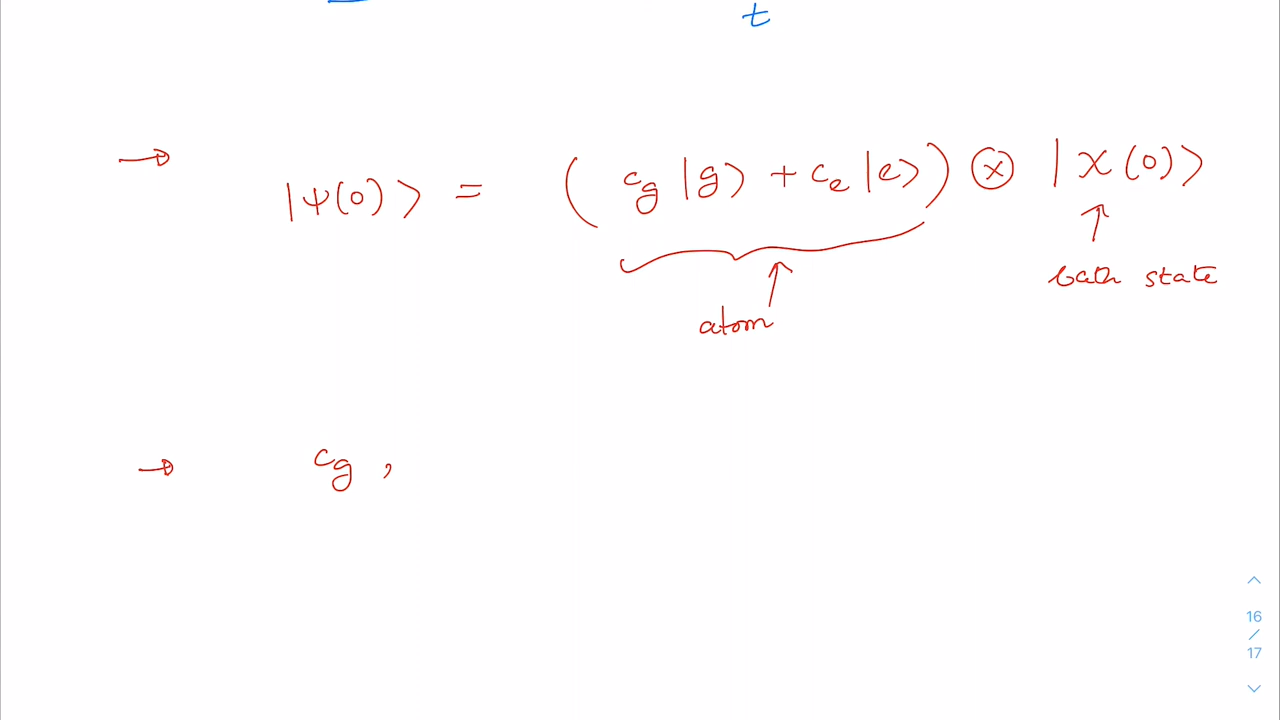 t
→ |ψ(0)⟩ = (c_g |g⟩ + c_e |e⟩) ⊗ |χ(0)⟩
bath state
atom
→ c_g ,
16
/
17